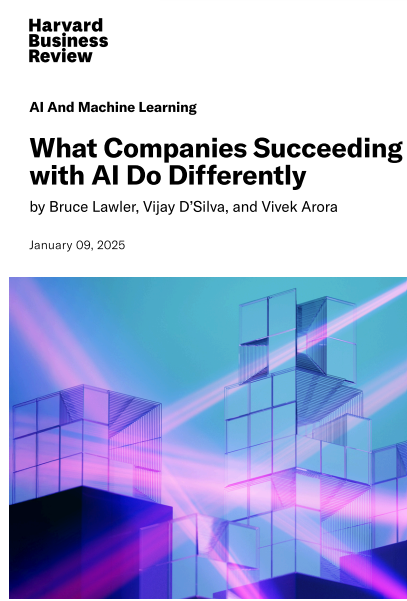 Harvard
Business
Review
AI And Machine Learning
What Companies Succeeding
with AI Do Differently
by Bruce Lawler, Vijay D’Silva, and Vivek Arora
January 09, 2025